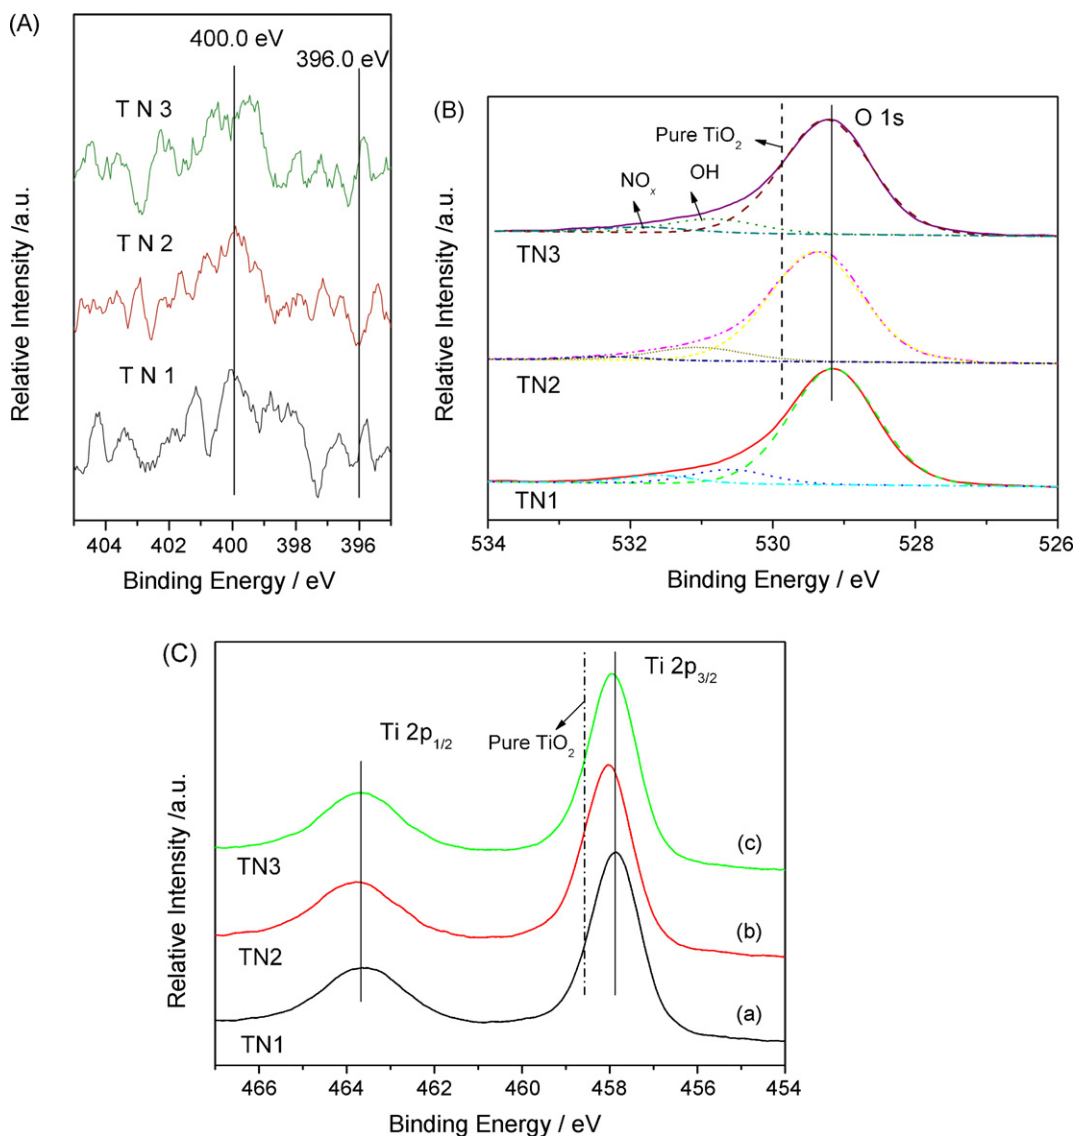 (A)
400.0 eV
396.0 eV
T N 3
T N 2
T N 1
Relative Intensity /a.u.
404 402 400 398 396
Binding Energy / eV
(B)
O 1s
Pure TiO₂
OH
NOₓ
TN3
TN2
TN1
Relative Intensity /a.u.
534 532 530 528 526
Binding Energy / eV
(C)
Ti 2p₃/₂
Ti 2p₁/₂
Pure TiO₂
(c)
TN3
(b)
TN2
(a)
TN1
Relative Intensity /a.u.
466 464 462 460 458 456 454
Binding Energy / eV